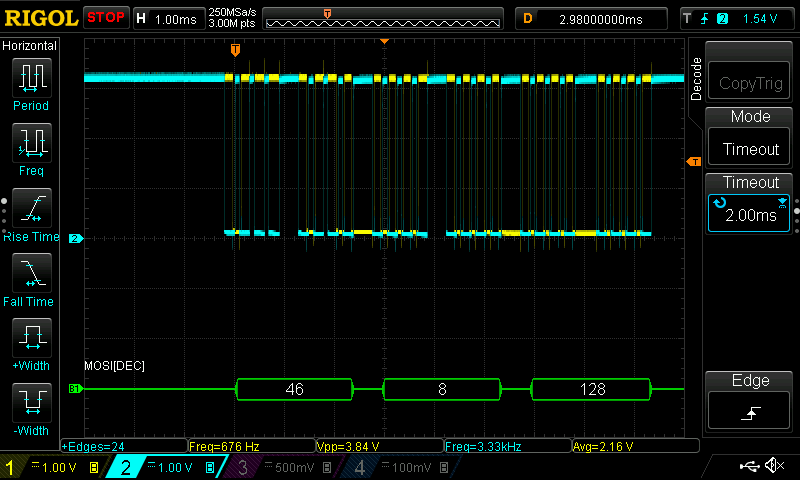 RIGOL STOP H 1.00ms 250MSa/s 3.00M pts T D 2.98000000ms T 2 1.54 V
Horizontal
Period
Freq
Rise Time
Fall Time
+Width
-Width
T
2
T
MOSI[DEC]
B1 46 8 128
Decode
CopyTrig
Mode
Timeout
Timeout
2.00ms
Edge
+Edges=24 Freq=676 Hz Vpp=3.84 V Freq=3.33kHz Avg=2.16 V
1 1.00 V B 2 1.00 V B 3 500mV B 4 100mV B